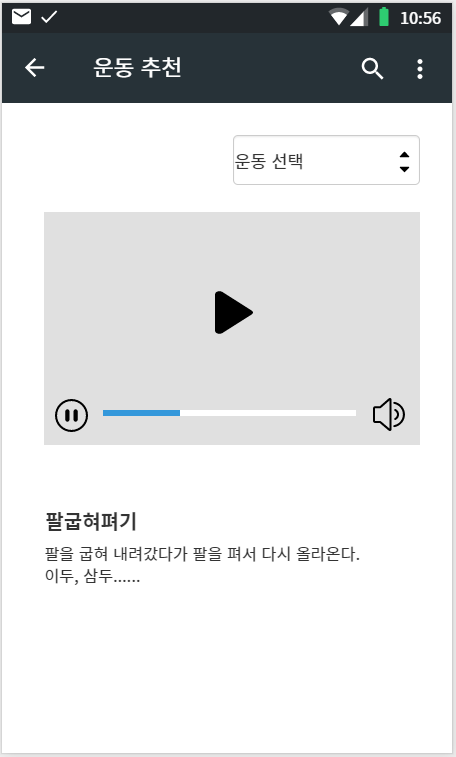 10:56
운동 추천
운동 선택
팔굽혀펴기
팔을 굽혀 내려갔다가 팔을 펴서 다시 올라온다.
이두, 삼두......